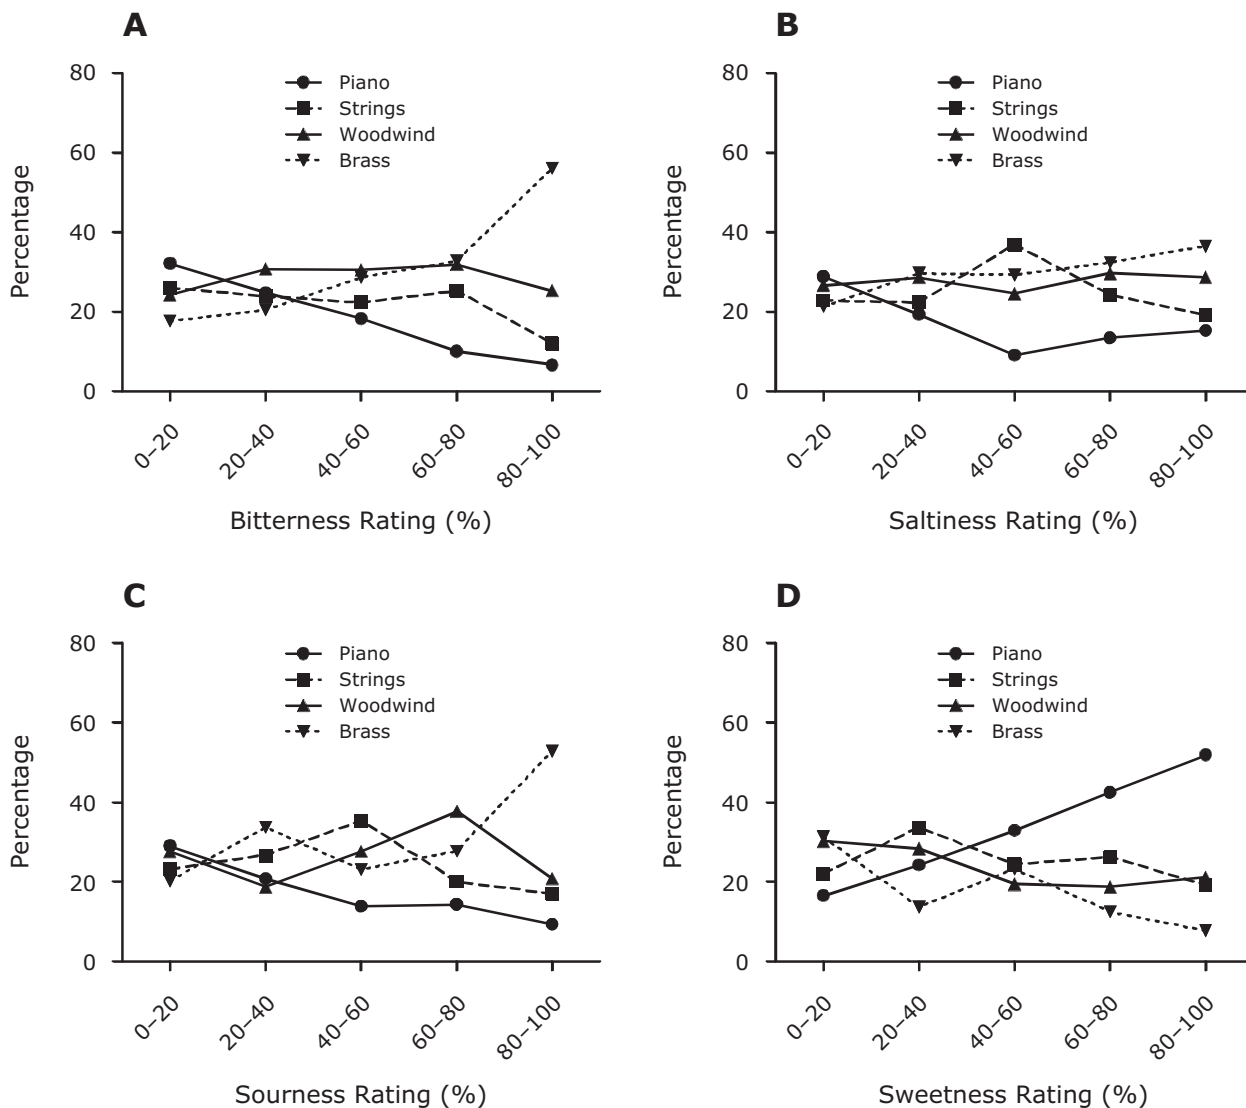 A
80
60
40
20
0
Percentage
Piano
Strings
Woodwind
Brass
0–20
20–40
40–60
60–80
80–100
Bitterness Rating (%)
B
80
60
40
20
0
Percentage
Piano
Strings
Woodwind
Brass
0–20
20–40
40–60
60–80
80–100
Saltiness Rating (%)
C
80
60
40
20
0
Percentage
Piano
Strings
Woodwind
Brass
0–20
20–40
40–60
60–80
80–100
Sourness Rating (%)
D
80
60
40
20
0
Percentage
Piano
Strings
Woodwind
Brass
0–20
20–40
40–60
60–80
80–100
Sweetness Rating (%)